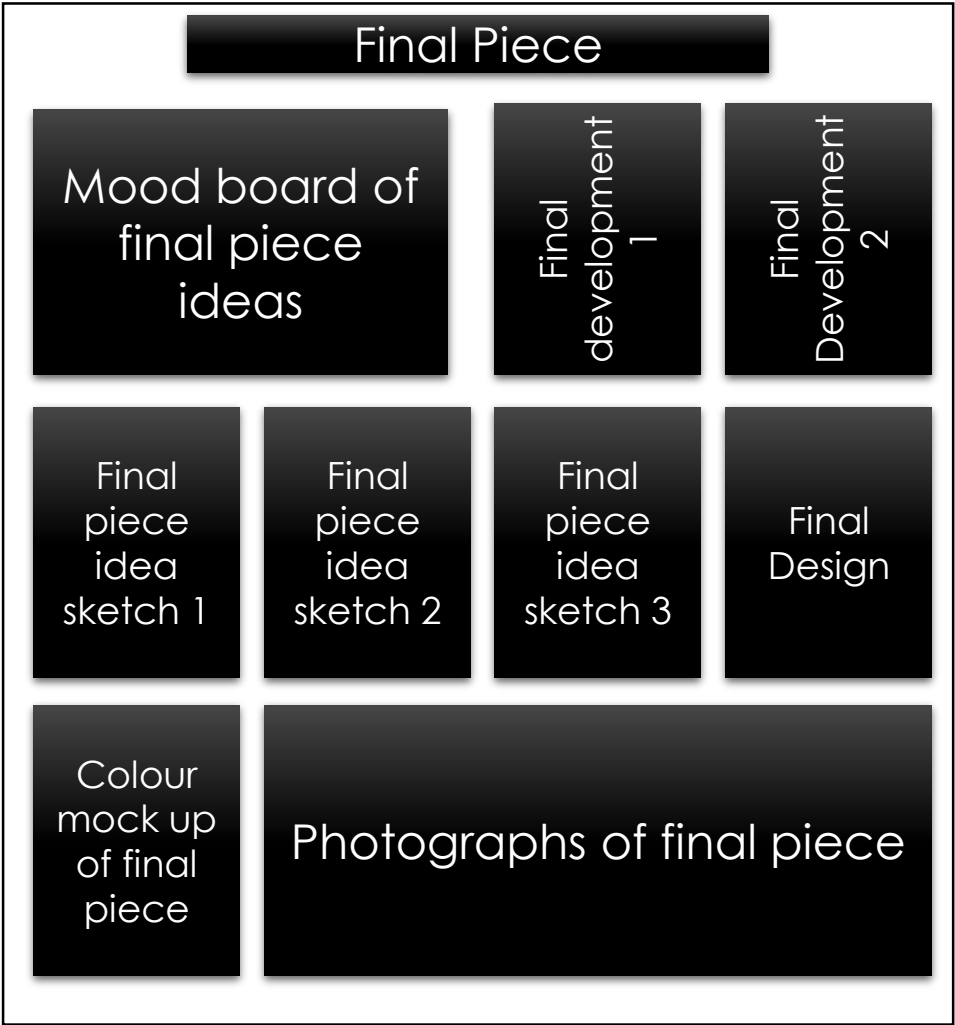 Final Piece
Mood board of
final piece
ideas
Final
development
1
Final
Development
2
Final
piece
idea
sketch 1
Final
piece
idea
sketch 2
Final
piece
idea
sketch 3
Final
Design
Colour
mock up
of final
piece
Photographs of final piece